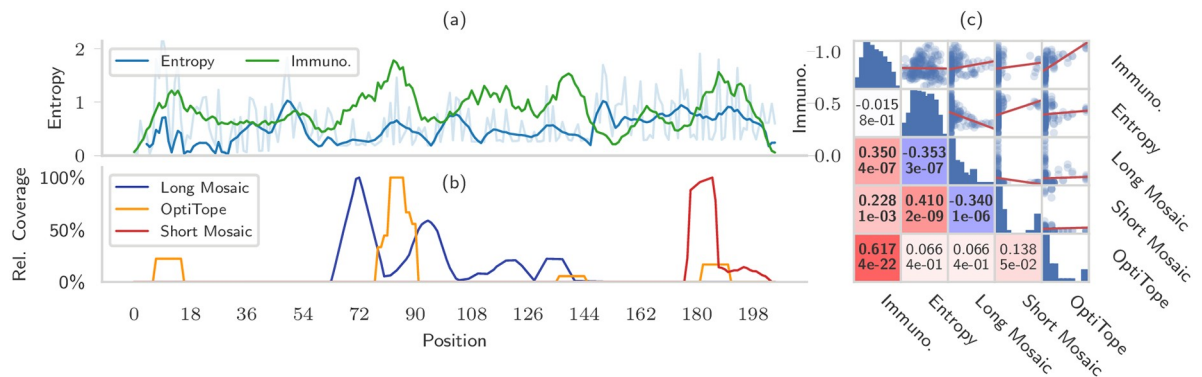 (a)
(c)
2
1
0
Entropy
Entropy
Immuno.
1.0
0.5
0.0
Immuno.
(b)
Long Mosaic
OptiTope
Short Mosaic
100%
50%
0%
Rel. Coverage
0 18 36 54 72 90 108 126 144 162 180 198
Position
-0.015
8e-01
0.350 -0.353
4e-07 3e-07
0.228 0.410 -0.340
1e-03 2e-09 1e-06
0.617 0.066 0.066 0.138
4e-22 4e-01 4e-01 5e-02
Immuno.
Entropy
Long Mosaic
Short Mosaic
OptiTope
Immuno.
Entropy
Long Mosaic
Short Mosaic
OptiTope